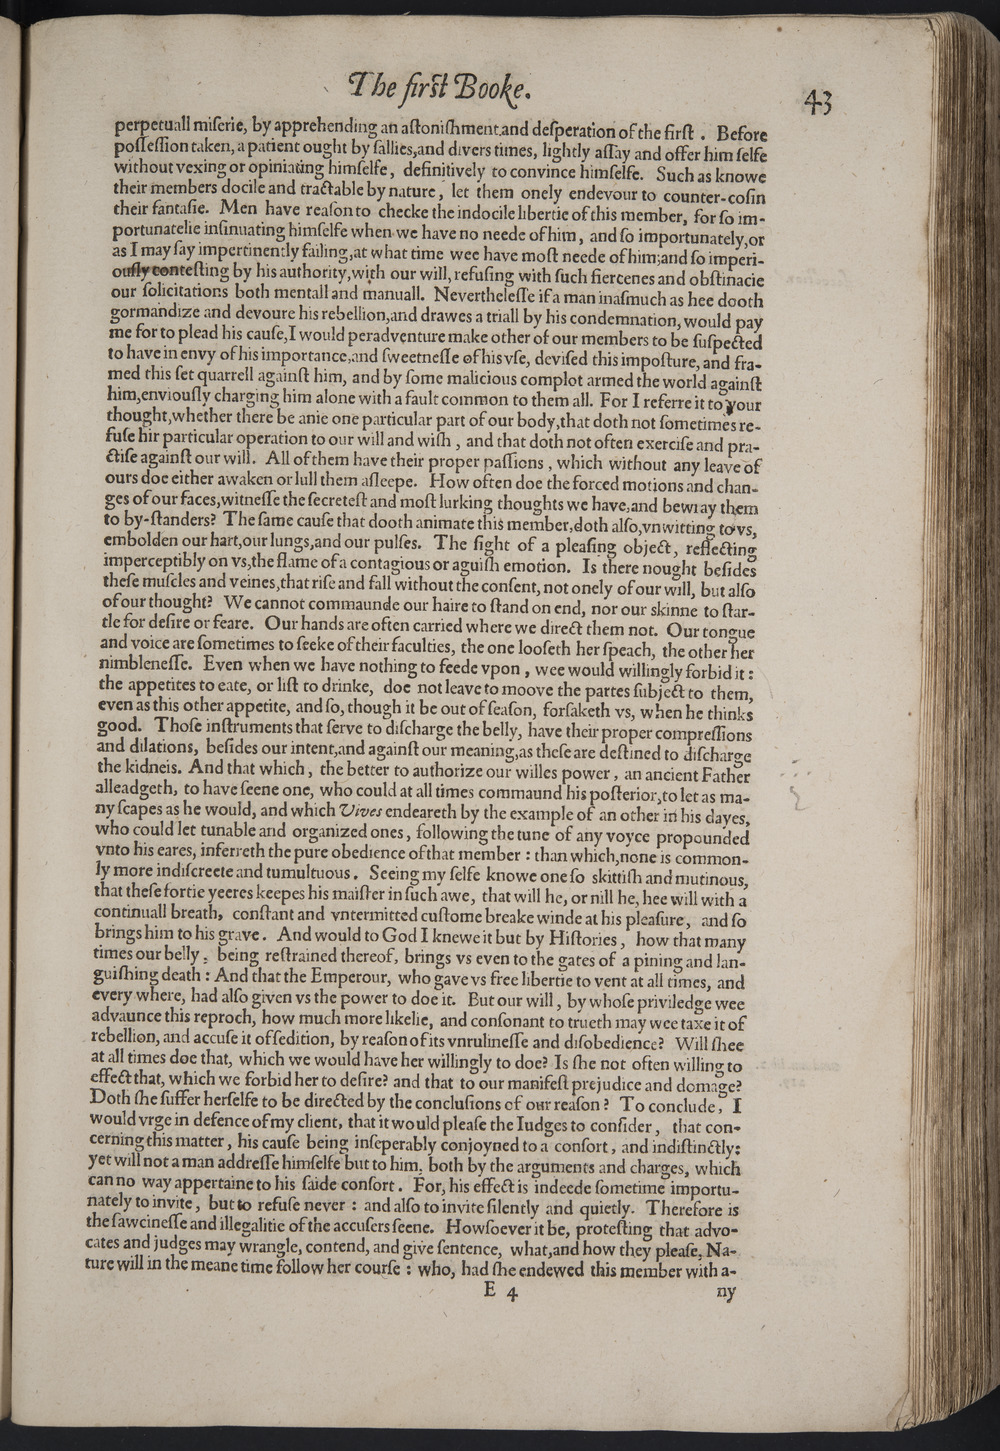 The firſt Booke.
43
perpetuall miſerie, by apprehending an aſtoniſhment.and deſperation of the firſt . Before
poſſeſſion taken, a patient ought by ſallies,and divers times, lightly aſſay and offer him ſelfe
without vexing or opiniating himſelfe, definitively to convince himſelfe. Such as knowe
their members docile and tractable by nature, let them onely endevour to counter-coſin
their fantaſie. Men have reaſon to checke the indocile libertie of this member, for ſo im-
portunatelie inſinuating himſelfe when we have no neede of him, and ſo importunately,or
as I may ſay impertinently failing,at what time wee have moſt neede of him;and ſo imperi-
ouſly conteſting by his authority,with our will, refuſing with ſuch fiercenes and obſtinacie
our ſolicitations both mentall and manuall. Nevertheleſſe if a man inaſmuch as hee dooth
gormandize and devoure his rebellion,and drawes a triall by his condemnation, would pay
me for to plead his cauſe,I would peradventure make other of our members to be ſuſpected
to have in envy of his importance,and ſweetneſſe of his vſe, deviſed this impoſture, and fra-
med this ſet quarrell againſt him, and by ſome malicious complot armed the world againſt
him,enviouſly charging him alone with a fault common to them all. For I referre it to your
thought,whether there be anie one particular part of our body,that doth not ſometimes re-
fuſe hir particular operation to our will and wiſh , and that doth not often exerciſe and pra-
ctiſe againſt our will. All of them have their proper paſſions , which without any leave of
ours doe either awaken or lull them aſleepe. How often doe the forced motions and chan-
ges of our faces,witneſſe the ſecreteſt and moſt lurking thoughts we have,and bewray them
to by-ſtanders? The ſame cauſe that dooth animate this member,doth alſo,vnwitting to vs,
embolden our hart,our lungs,and our pulſes. The ſight of a pleaſing object, reflecting
imperceptibly on vs,the flame of a contagious or aguiſh emotion. Is there nought beſides
theſe muſcles and veines,that riſe and fall without the conſent, not onely of our will, but alſo
of our thought? We cannot commaunde our haire to ſtand on end, nor our skinne to ſtar-
tle for deſire or feare. Our hands are often carried where we direct them not. Our tongue
and voice are ſometimes to ſeeke of their faculties, the one looſeth her ſpeach, the other her
nimbleneſſe. Even when we have nothing to feede vpon , wee would willingly forbid it :
the appetites to eate, or liſt to drinke, doe not leave to moove the partes ſubject to them,
even as this other appetite, and ſo, though it be out of ſeaſon, forſaketh vs, when he thinks
good. Thoſe inſtruments that ſerve to diſcharge the belly, have their proper compreſſions
and dilations, beſides our intent,and againſt our meaning,as theſe are deſtined to diſcharge
the kidneis. And that which, the better to authorize our willes power , an ancient Father
alleadgeth, to have ſeene one, who could at all times commaund his poſterior,to let as ma-
ny ſcapes as he would, and which Vives endeareth by the example of an other in his dayes,
who could let tunable and organized ones, following the tune of any voyce propounded
vnto his eares, inferreth the pure obedience of that member : than which,none is common-
ly more indiſcreete and tumultuous. Seeing my ſelfe knowe one ſo skittiſh and mutinous,
that theſe fortie yeeres keepes his maiſter in ſuch awe, that will he, or nill he, hee will with a
continuall breath, conſtant and vntermitted cuſtome breake winde at his pleaſure, and ſo
brings him to his grave. And would to God I knewe it but by Hiſtories, how that many
times our belly , being reſtrained thereof, brings vs even to the gates of a pining and lan-
guiſhing death : And that the Emperour, who gave vs free libertie to vent at all times, and
every where, had alſo given vs the power to doe it. But our will , by whoſe priviledge wee
advaunce this reproch, how much more likelie, and conſonant to trueth may wee taxe it of
rebellion, and accuſe it of ſedition, by reaſon of its vnrulineſſe and diſobedience? Will ſhee
at all times doe that, which we would have her willingly to doe? Is ſhe not often willing to
effect that, which we forbid her to deſire? and that to our manifeſt prejudice and domage?
Doth ſhe ſuffer herſelfe to be directed by the concluſions of our reaſon? To conclude, I
would vrge in defence of my client, that it would pleaſe the Iudges to conſider , that con-
cerning this matter, his cauſe being inſeperably conjoyned to a conſort , and indiſtinctly:
yet will not a man addreſſe himſelfe but to him, both by the arguments and charges, which
can no way appertaine to his ſaide conſort. For, his effect is indeede ſometime importu-
nately to invite, but to refuſe never : and alſo to invite ſilently and quietly. Therefore is
the ſawcineſſe and illegalitie of the accuſers ſeene. Howſoever it be, proteſting that advo-
cates and judges may wrangle, contend, and give ſentence, what,and how they pleaſe, Na-
ture will in the meane time follow her courſe : who, had ſhe endewed this member with a-
E 4
ny